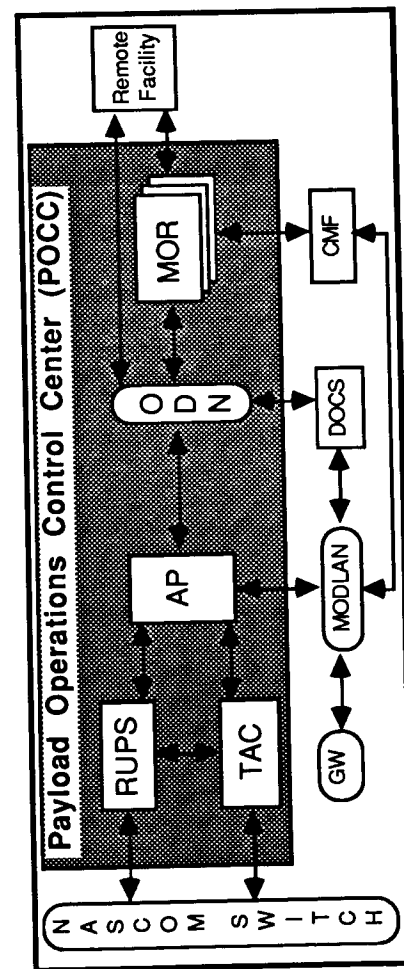 Payload Operations Control Center (POCC)
NASCOM SWITCH
RUPS
TAC
AP
ODN
MOR
Remote
Facility
GW
MODLAN
DOCS
CMF